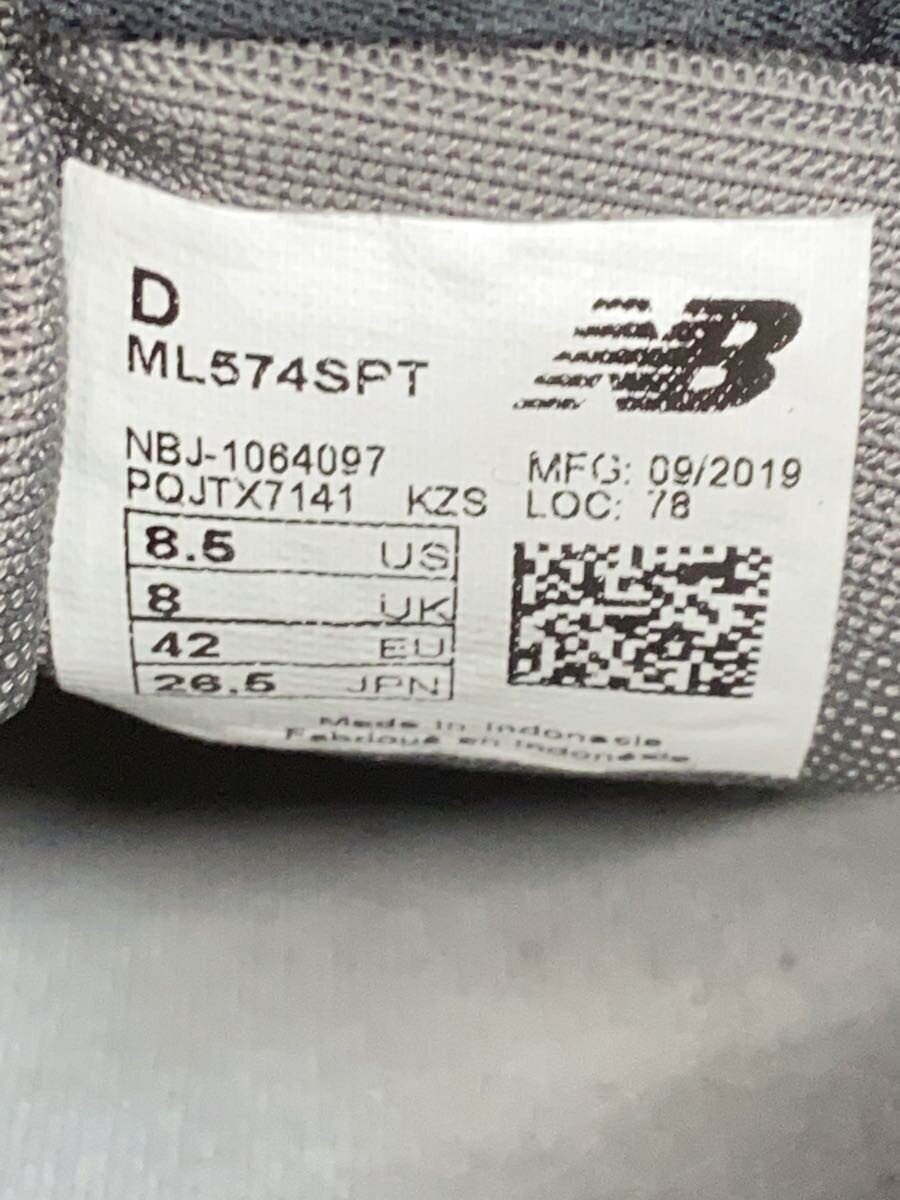 D
ML574SPT
NB
NBJ-1064097
PQJTX7141 KZS
MFG: 09/2019
LOC: 78
8.5 US
8 UK
42 EU
26.5 JPN
Made in Indonesia
Fabriqué en Indonésie